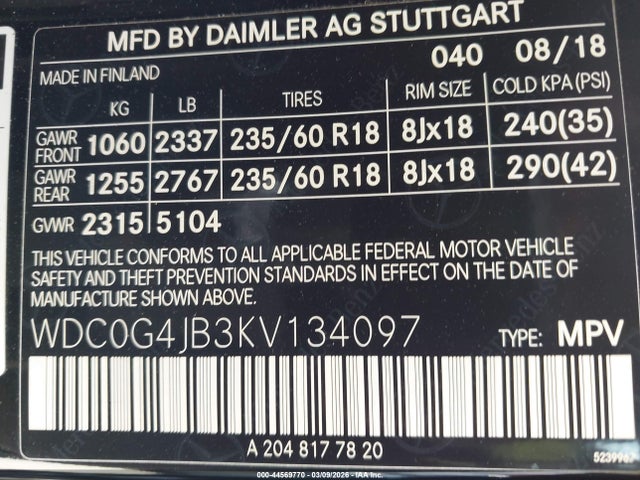 MFD BY DAIMLER AG STUTTGART
040 08/18
MADE IN FINLAND
KG LB TIRES RIM SIZE COLD KPA (PSI)
GAWR FRONT 1060 2337 235/60 R18 8Jx18 240(35)
GAWR REAR 1255 2767 235/60 R18 8Jx18 290(42)
GVWR 2315 5104
THIS VEHICLE CONFORMS TO ALL APPLICABLE FEDERAL MOTOR VEHICLE
SAFETY AND THEFT PREVENTION STANDARDS IN EFFECT ON THE DATE OF
MANUFACTURE SHOWN ABOVE.
WDC0G4JB3KV134097 TYPE: MPV
A 204 817 78 20
000-44569770 - 03/09/2026 - IAA, Inc.